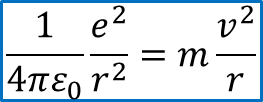 1/(4πε₀) e²/r² = m v²/r